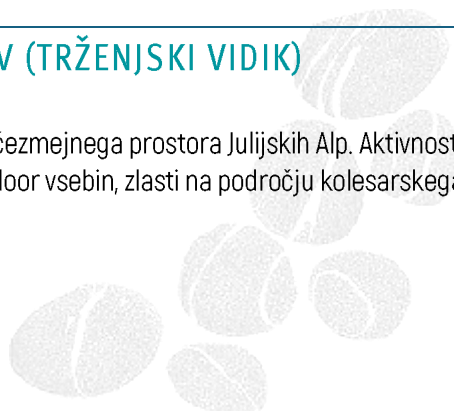 V (TRŽENJSKI VIDIK)
čezmejnega prostora Julijskih Alp. Aktivnost
door vsebin, zlasti na področju kolesarskega